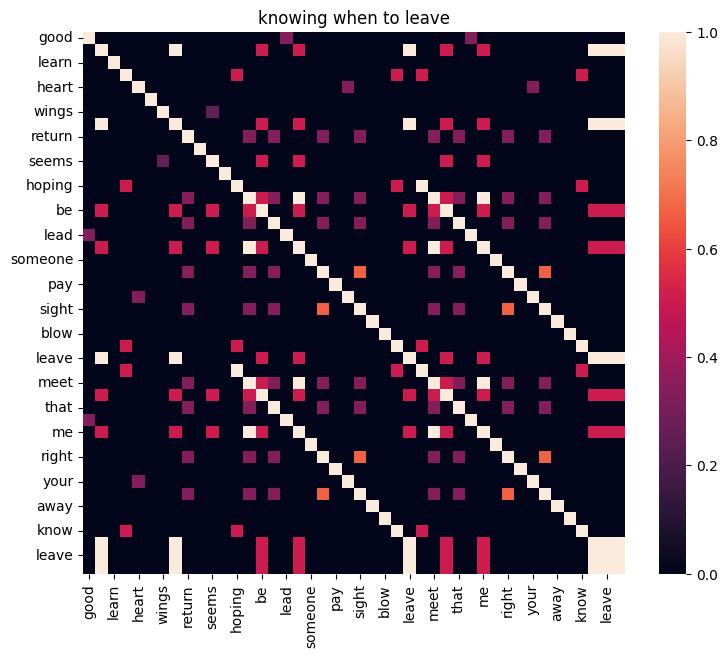 knowing when to leave
good
learn
heart
wings
return
seems
hoping
be
lead
someone
pay
sight
blow
leave
meet
that
me
right
your
away
know
leave
good
learn
heart
wings
return
seems
hoping
be
lead
someone
pay
sight
blow
leave
meet
that
me
right
your
away
know
leave
1.0
0.8
0.6
0.4
0.2
0.0